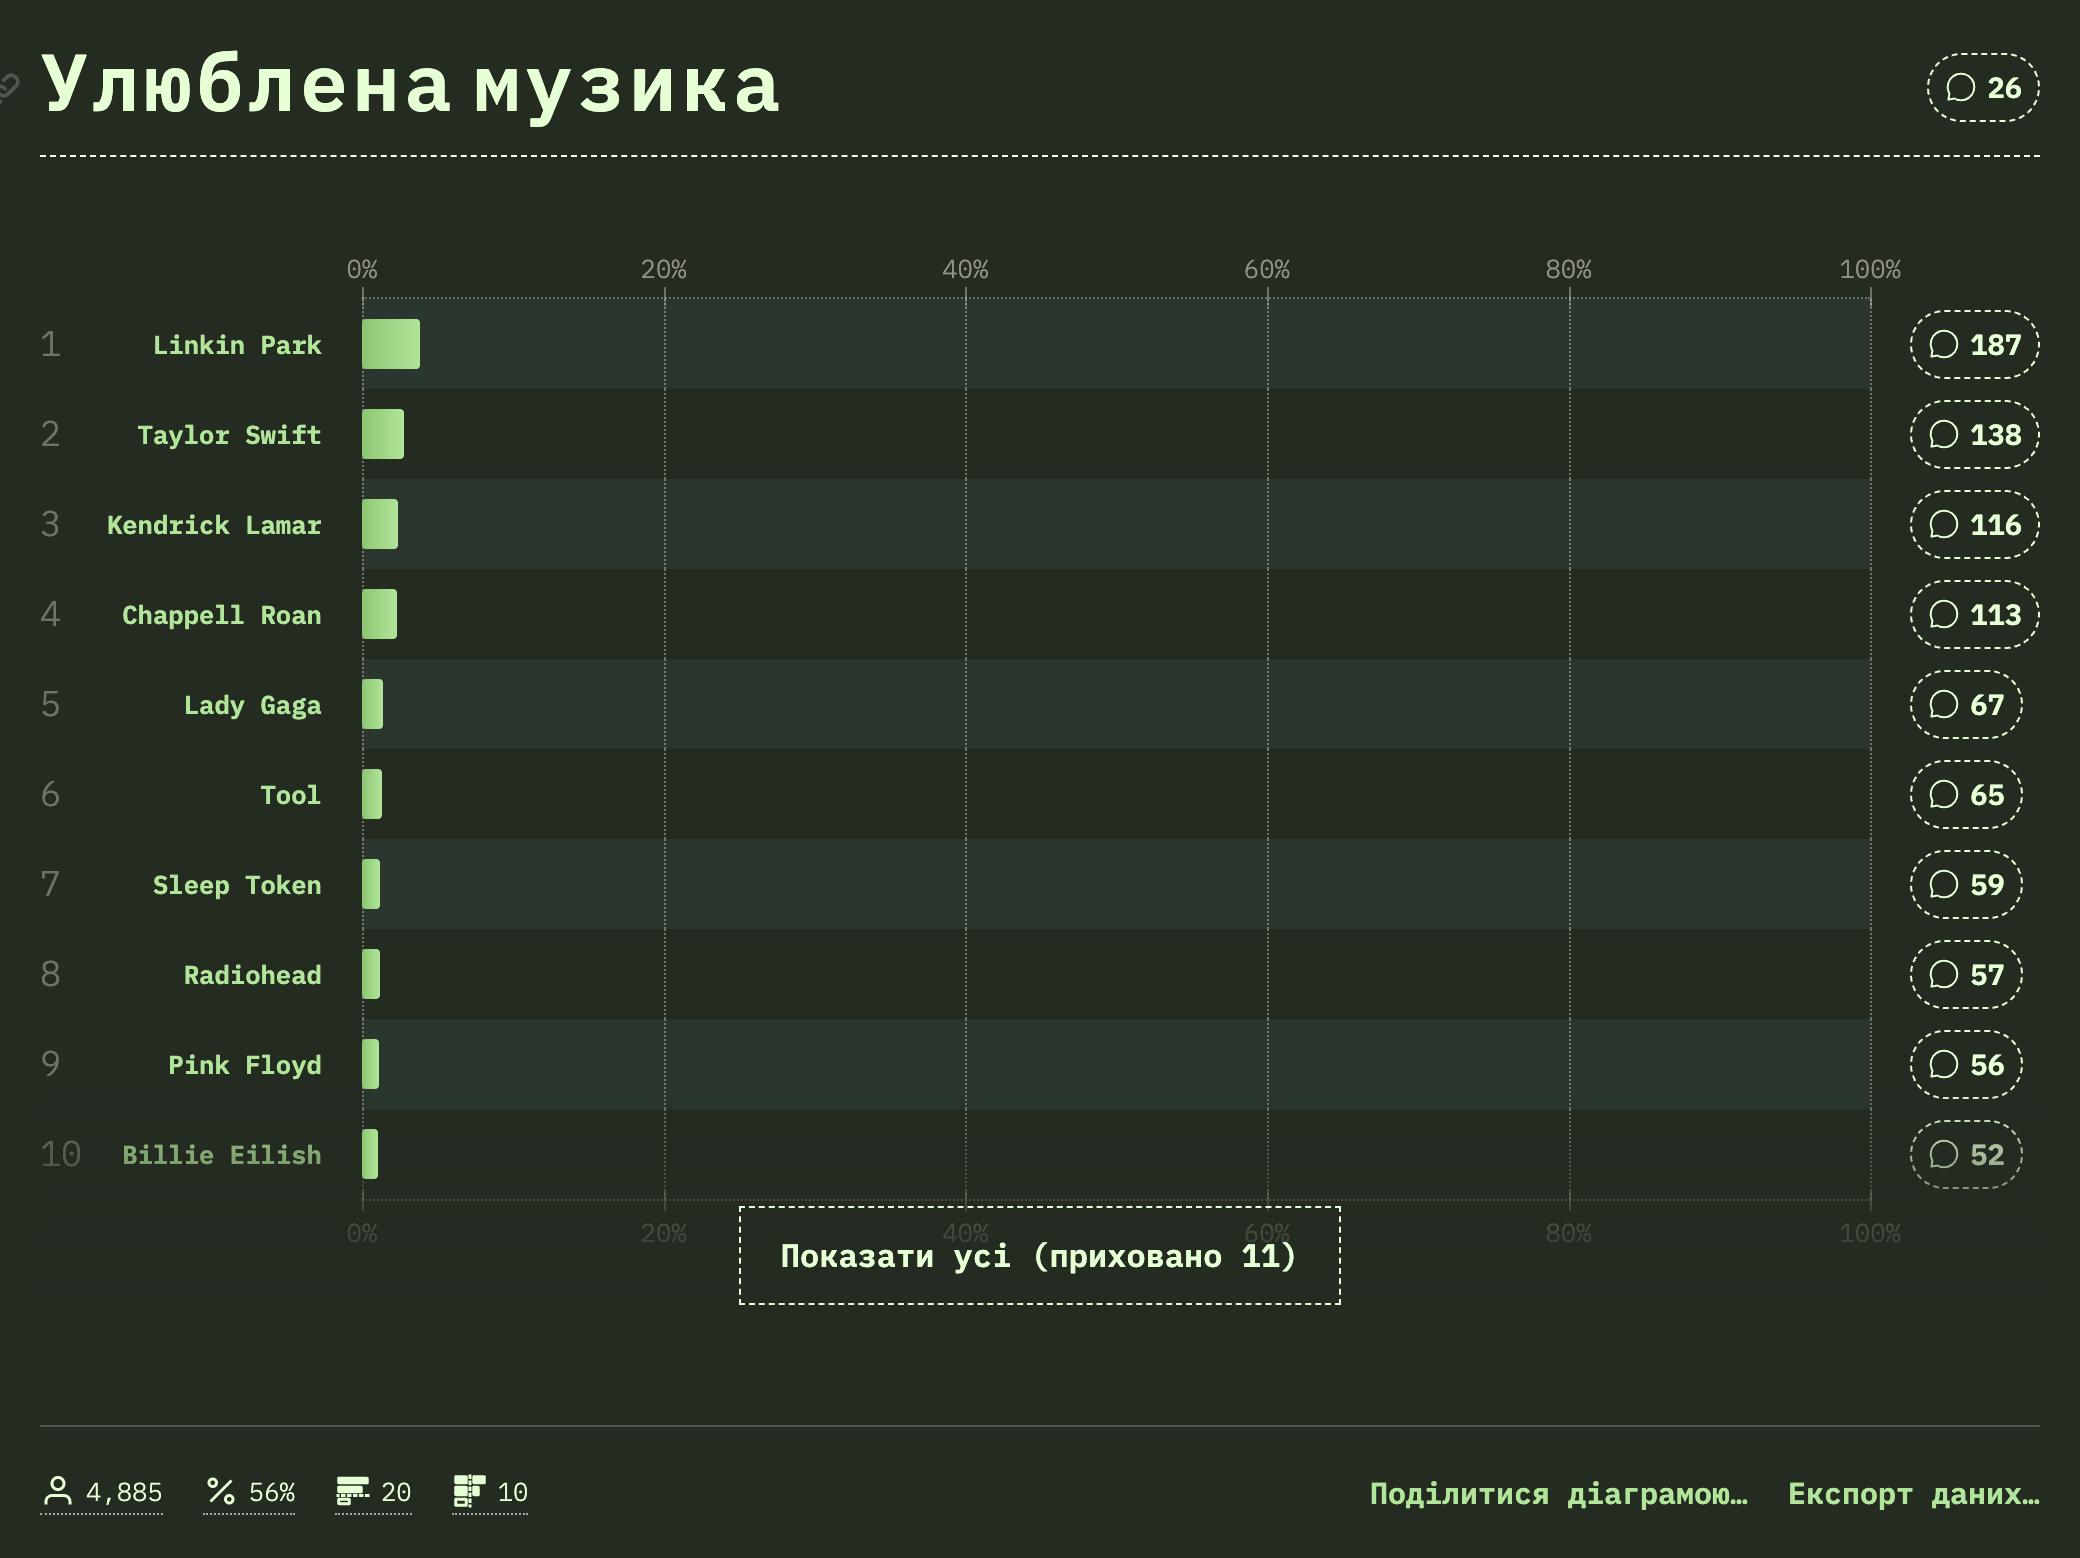 Улюблена музика
26
0% 20% 40% 60% 80% 100%
1 Linkin Park 187
2 Taylor Swift 138
3 Kendrick Lamar 116
4 Chappell Roan 113
5 Lady Gaga 67
6 Tool 65
7 Sleep Token 59
8 Radiohead 57
9 Pink Floyd 56
10 Billie Eilish 52
0% 20% 40% 60% 80% 100%
Показати усі (приховано 11)
4,885 % 56% 20 10 Поділитися діаграмою… Експорт даних…